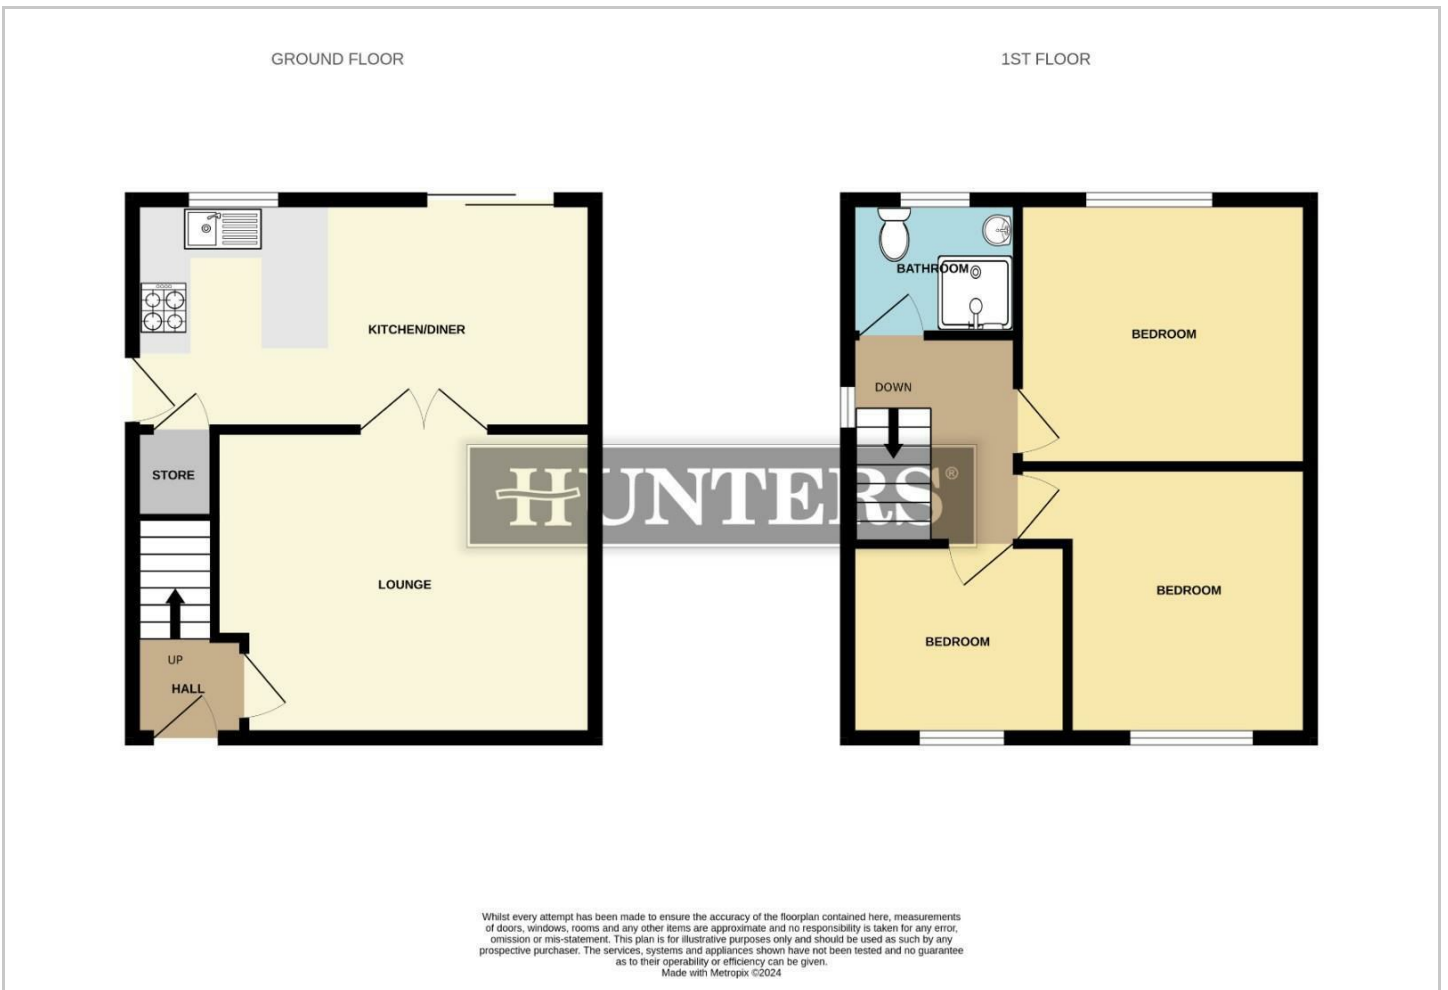 GROUND FLOOR
1ST FLOOR
KITCHEN/DINER
STORE
LOUNGE
UP
HALL
BATHROOM
BEDROOM
DOWN
BEDROOM
BEDROOM
HUNTERS®
Whilst every attempt has been made to ensure the accuracy of the floorplan contained here, measurements
of doors, windows, rooms and any other items are approximate and no responsibility is taken for any error,
omission or mis-statement. This plan is for illustrative purposes only and should be used as such by any
prospective purchaser. The services, systems and appliances shown have not been tested and no guarantee
as to their operability or efficiency can be given.
Made with Metropix ©2024